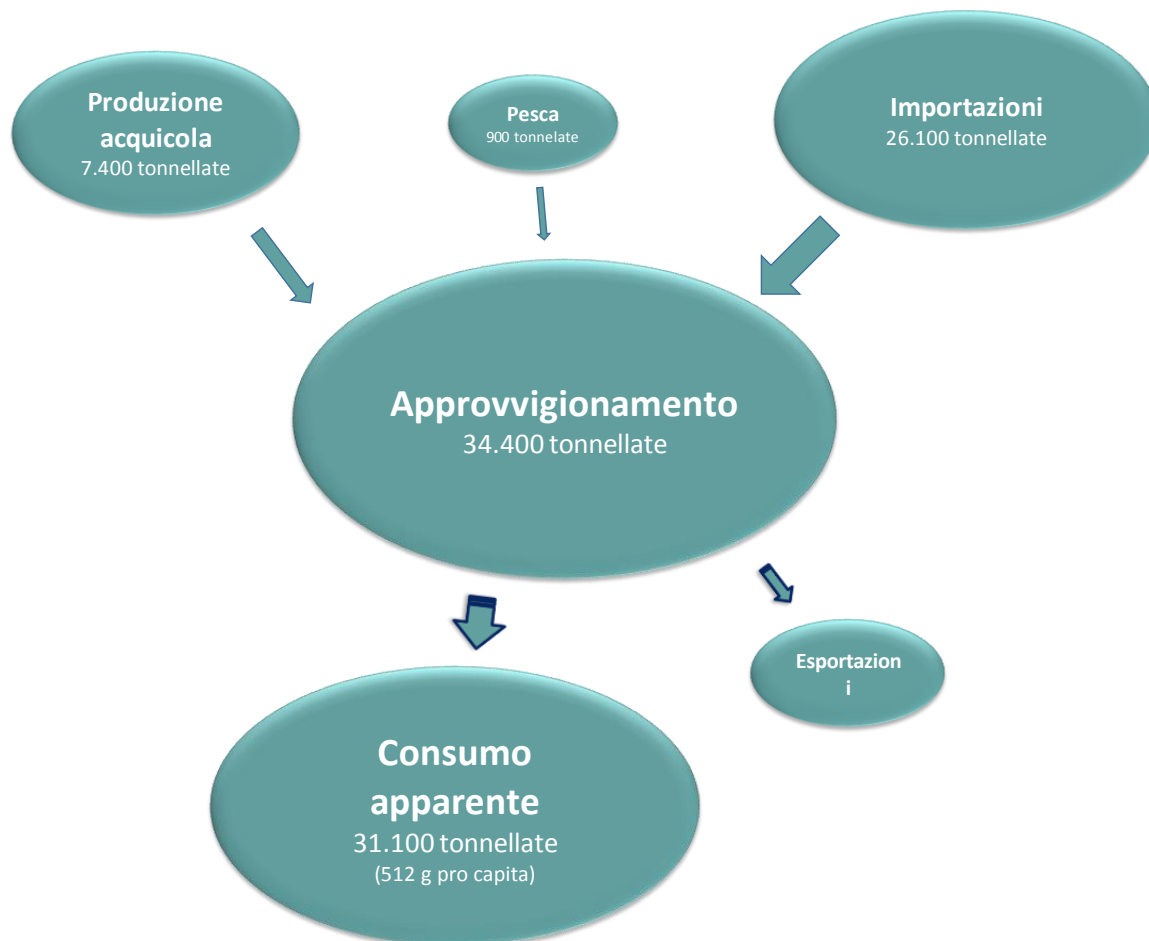 Produzione
acquicola
7.400 tonnellate
Pesca
900 tonnelate
Importazioni
26.100 tonnellate
Approvvigionamento
34.400 tonnellate
Esportazion
i
Consumo
apparente
31.100 tonnellate
(512 g pro capita)